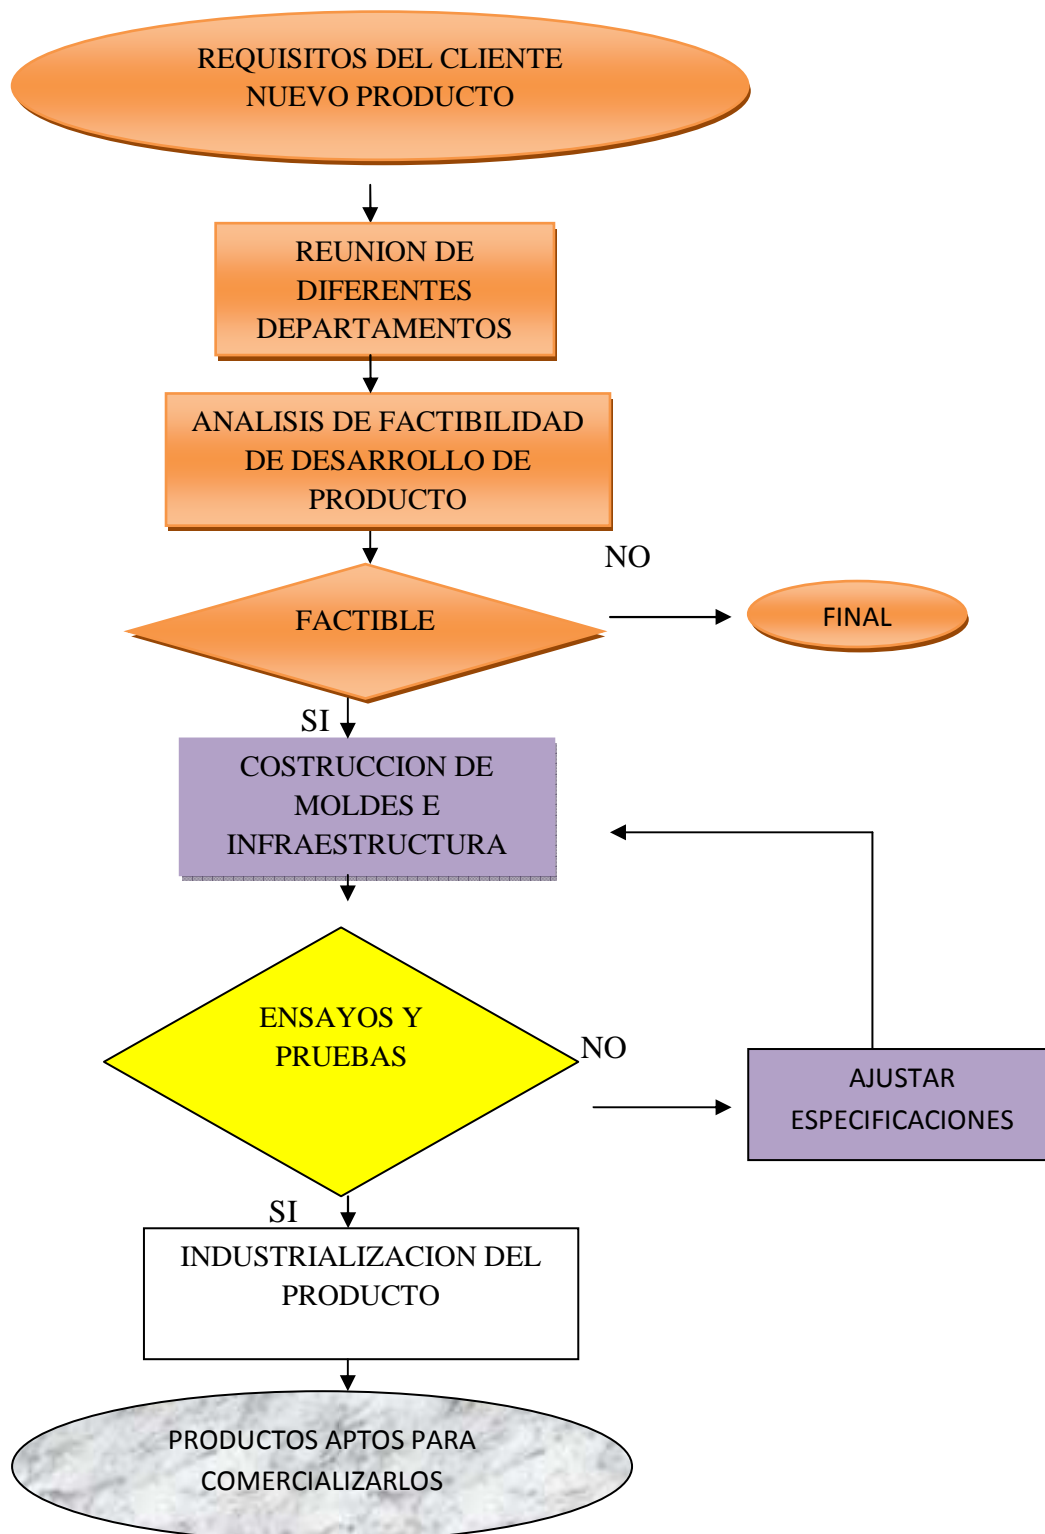 REQUISITOS DEL CLIENTE
NUEVO PRODUCTO
REUNION DE
DIFERENTES
DEPARTAMENTOS
ANALISIS DE FACTIBILIDAD
DE DESARROLLO DE
PRODUCTO
NO
FACTIBLE
FINAL
SI
COSTRUCCION DE
MOLDES E
INFRAESTRUCTURA
ENSAYOS Y
PRUEBAS
NO
AJUSTAR
ESPECIFICACIONES
SI
INDUSTRIALIZACION DEL
PRODUCTO
PRODUCTOS APTOS PARA
COMERCIALIZARLOS